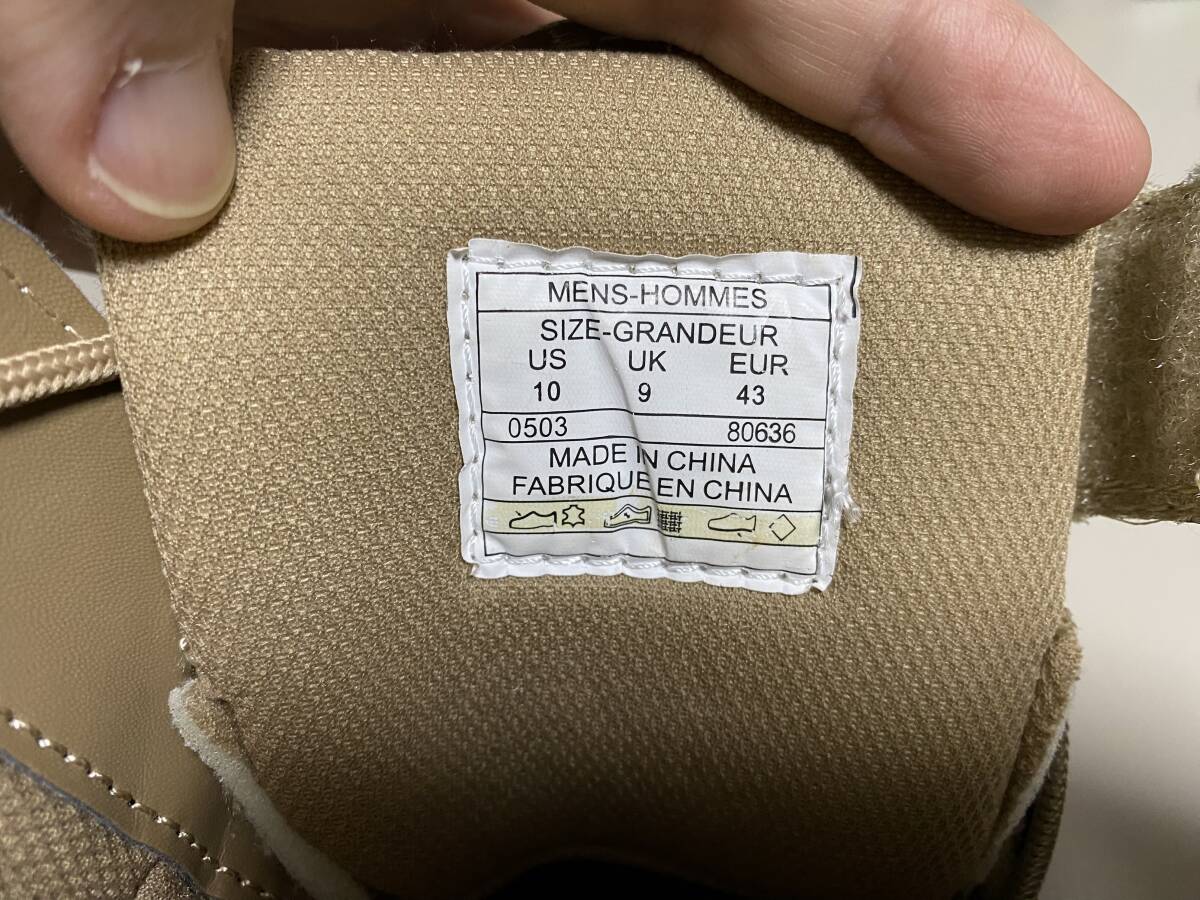 MENS-HOMMES
SIZE-GRANDEUR
US UK EUR
10 9 43
0503 80636
MADE IN CHINA
FABRIQUE EN CHINA